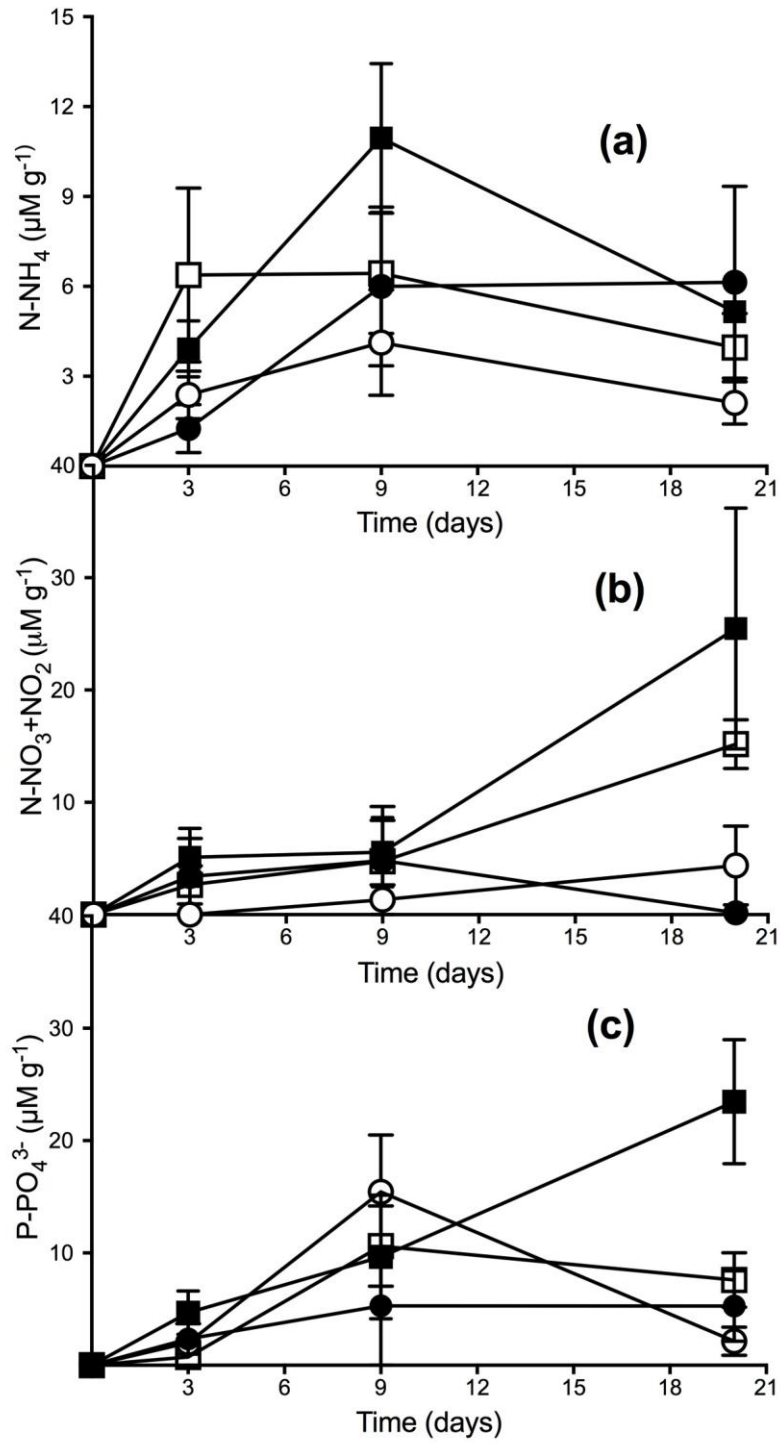 15
12
9
6
3
N-NH₄ (µM g⁻¹)
(a)
40
3 6 9 12 15 18 21
Time (days)
30
20
10
N-NO₃+NO₂ (µM g⁻¹)
(b)
40
3 6 9 12 15 18 21
Time (days)
30
20
10
P-PO₄³⁻ (µM g⁻¹)
(c)
3 6 9 12 15 18 21
Time (days)